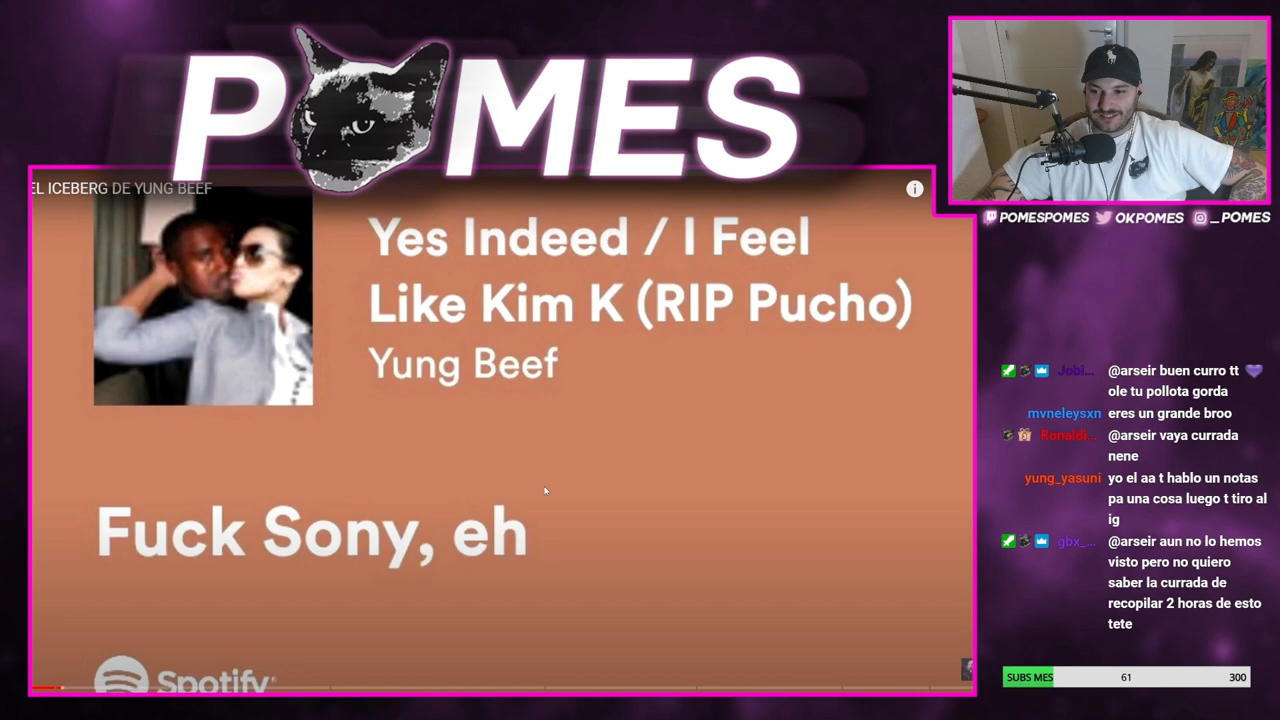 POMES
EL ICEBERG DE YUNG BEEF
Yes Indeed / I Feel
Like Kim K (RIP Pucho)
Yung Beef
Fuck Sony, eh
Spotify
POMESPOMES OKPOMES _POMES
Jobi... @arseir buen curro tt
ole tu pollota gorda
mvneleysxn eres un grande broo
Ronaldi... @arseir vaya currada
nene
yung_yasuni yo el aa t hablo un notas
pa una cosa luego t tiro al
ig
gbx_... @arseir aun no lo hemos
visto pero no quiero
saber la currada de
recopilar 2 horas de esto
tete
SUBS MES 61 300